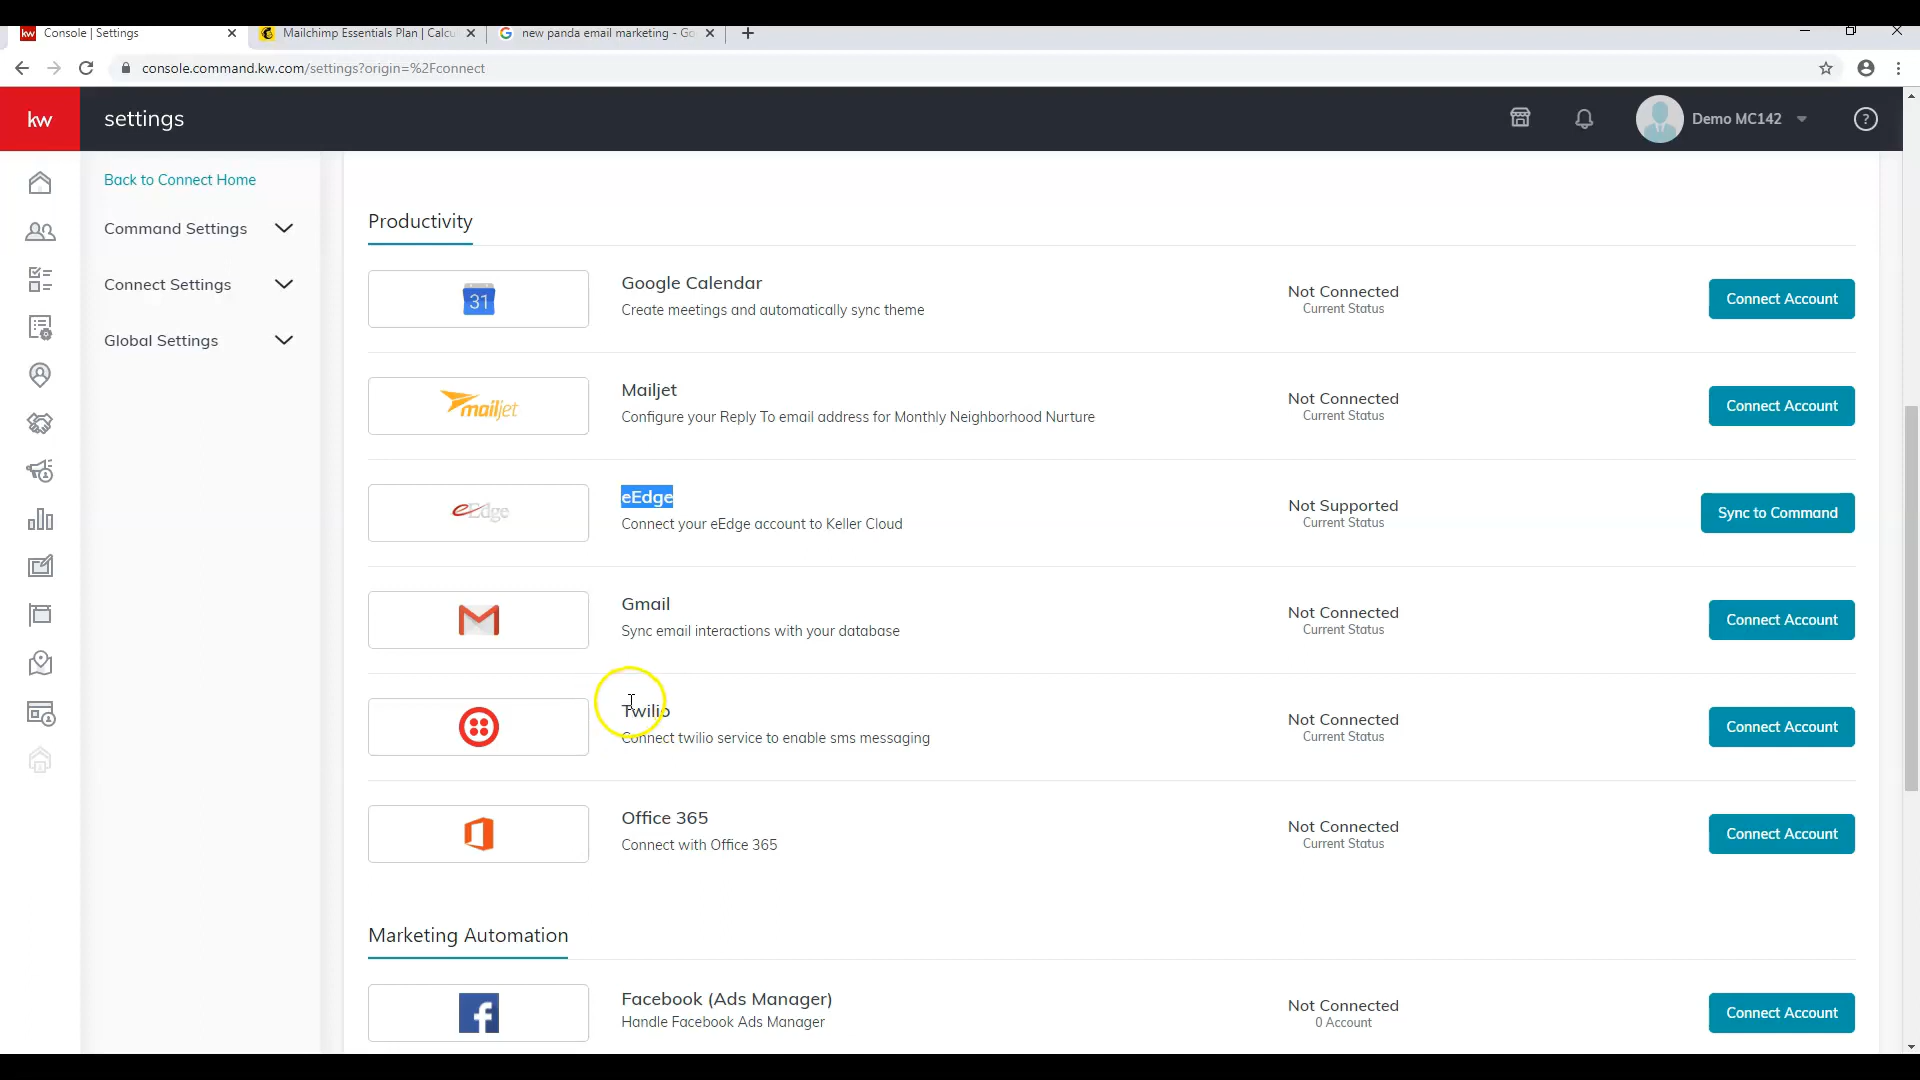 kw
Console | Settings
Mailchimp Essentials Plan | Calcu
new panda email marketing - Go
console.command.kw.com/settings?origin=%2Fconnect
kw
settings
Demo MC142
?
Back to Connect Home
Command Settings
Connect Settings
Global Settings
Productivity
31
Google Calendar
Create meetings and automatically sync theme
Not Connected
Current Status
Connect Account
mailjet
Mailjet
Configure your Reply To email address for Monthly Neighborhood Nurture
Not Connected
Current Status
Connect Account
eEdge
eEdge
Connect your eEdge account to Keller Cloud
Not Supported
Current Status
Sync to Command
Gmail
Sync email interactions with your database
Not Connected
Current Status
Connect Account
Twilio
Connect twilio service to enable sms messaging
Not Connected
Current Status
Connect Account
Office 365
Connect with Office 365
Not Connected
Current Status
Connect Account
Marketing Automation
Facebook (Ads Manager)
Handle Facebook Ads Manager
Not Connected
0 Account
Connect Account